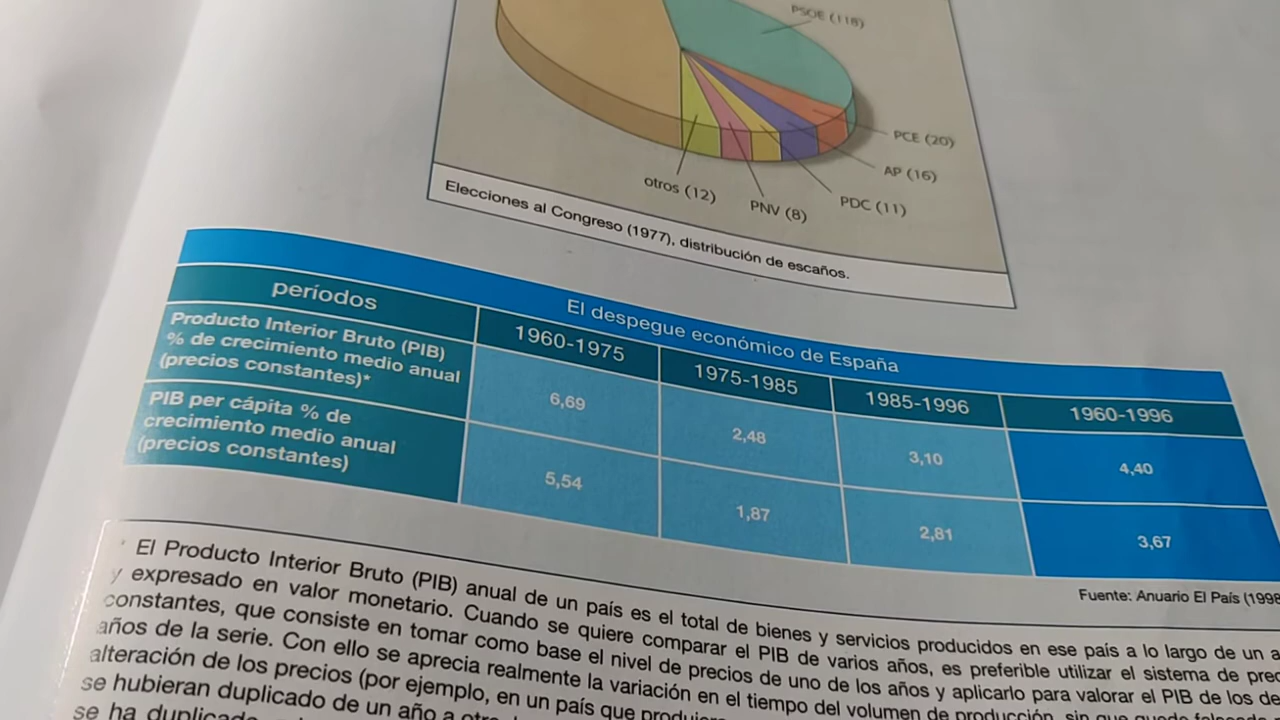 PSOE (118)
PCE (20)
AP (16)
PDC (11)
PNV (8)
otros (12)
Elecciones al Congreso (1977), distribución de escaños.
El despegue económico de España
períodos
1960-1975
1975-1985
1985-1996
1960-1996
Producto Interior Bruto (PIB)
% de crecimiento medio anual
(precios constantes)*
6,69
2,48
3,10
4,40
PIB per cápita % de
crecimiento medio anual
(precios constantes)
5,54
1,87
2,81
3,67
Fuente: Anuario El País (1998
* El Producto Interior Bruto (PIB) anual de un país es el total de bienes y servicios producidos en ese país a lo largo de un
y expresado en valor monetario. Cuando se quiere comparar el PIB de varios años, es preferible utilizar el sistema de
constantes, que consiste en tomar como base el nivel de precios de uno de los años y aplicarlo para valorar el PIB de los
años de la serie. Con ello se aprecia realmente la variación en el tiempo del volumen de producción, sin que
alteración de los precios (por ejemplo, en un país que
se hubieran duplicado de un año a
se ha